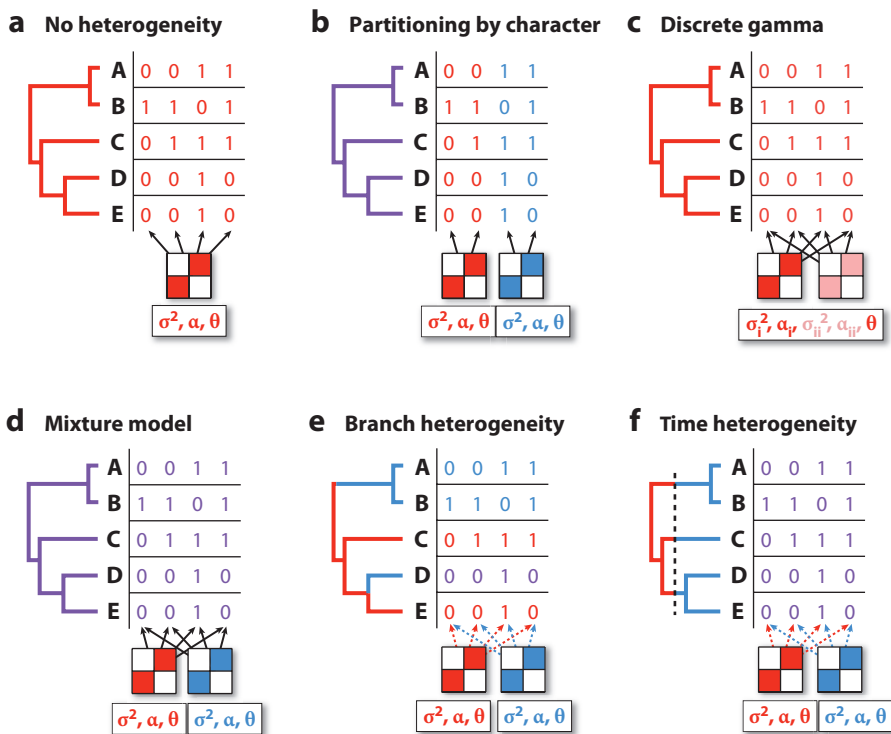 a No heterogeneity
A 0 0 1 1
B 1 1 0 1
C 0 1 1 1
D 0 0 1 0
E 0 0 1 0
σ², α, θ
b Partitioning by character
A 0 0 1 1
B 1 1 0 1
C 0 1 1 1
D 0 0 1 0
E 0 0 1 0
σ², α, θ σ², α, θ
c Discrete gamma
A 0 0 1 1
B 1 1 0 1
C 0 1 1 1
D 0 0 1 0
E 0 0 1 0
σᵢ², αᵢ, σᵢᵢ², αᵢᵢ, θ
d Mixture model
A 0 0 1 1
B 1 1 0 1
C 0 1 1 1
D 0 0 1 0
E 0 0 1 0
σ², α, θ σ², α, θ
e Branch heterogeneity
A 0 0 1 1
B 1 1 0 1
C 0 1 1 1
D 0 0 1 0
E 0 0 1 0
σ², α, θ σ², α, θ
f Time heterogeneity
A 0 0 1 1
B 1 1 0 1
C 0 1 1 1
D 0 0 1 0
E 0 0 1 0
σ², α, θ σ², α, θ